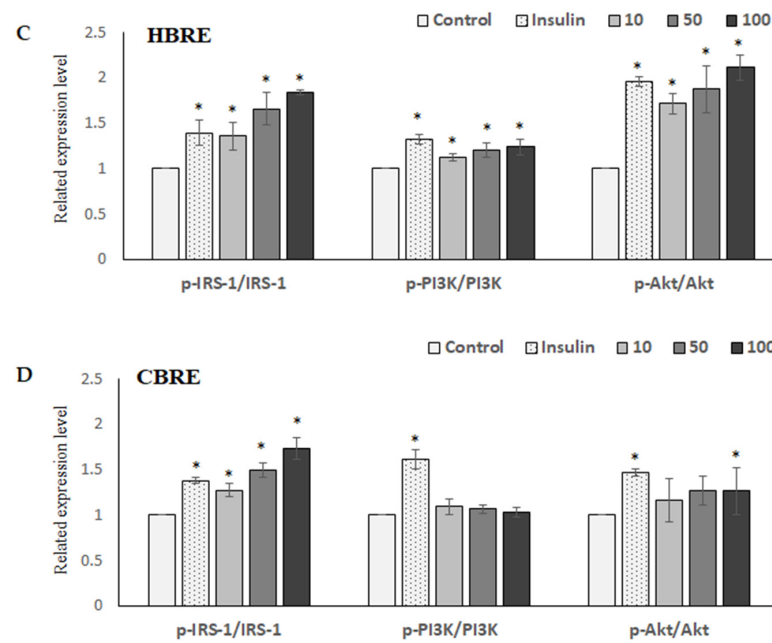 C HBRE
Control Insulin 10 50 100
2.5
2
1.5
1
0.5
0
Related expression level
* * * *
* * * *
* * * *
p-IRS-1/IRS-1 p-PI3K/PI3K p-Akt/Akt
D CBRE
Control Insulin 10 50 100
2.5
2
1.5
1
0.5
0
Related expression level
* * * *
*
* *
p-IRS-1/IRS-1 p-PI3K/PI3K p-Akt/Akt